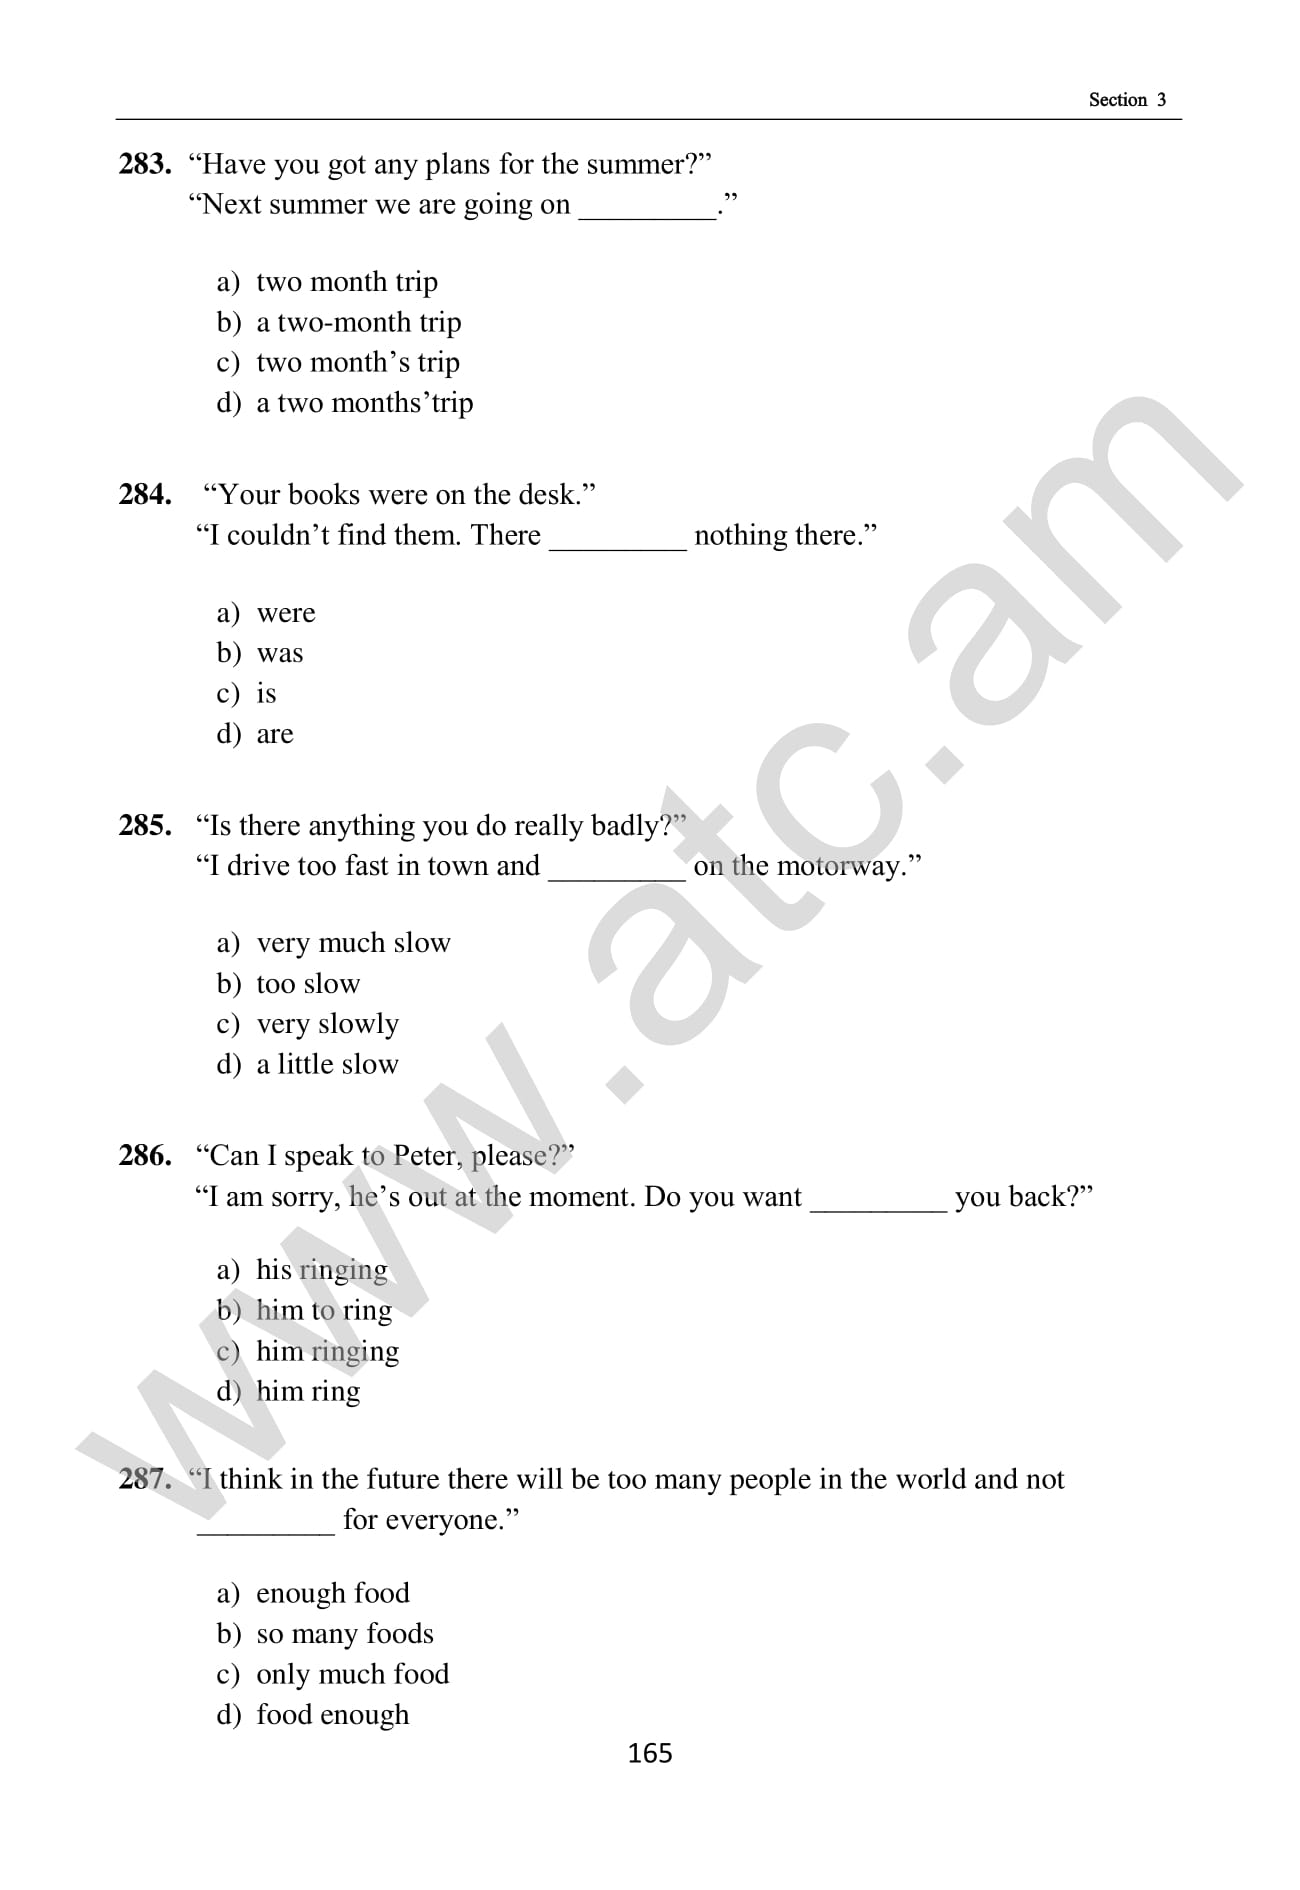 Section 3
283. “Have you got any plans for the summer?”
“Next summer we are going on _________.”
a) two month trip
b) a two-month trip
c) two month’s trip
d) a two months’trip
284. “Your books were on the desk.”
“I couldn’t find them. There _________ nothing there.”
a) were
b) was
c) is
d) are
285. “Is there anything you do really badly?”
“I drive too fast in town and _________ on the motorway.”
a) very much slow
b) too slow
c) very slowly
d) a little slow
286. “Can I speak to Peter, please?”
“I am sorry, he’s out at the moment. Do you want _________ you back?”
a) his ringing
b) him to ring
c) him ringing
d) him ring
287. “I think in the future there will be too many people in the world and not
_________ for everyone.”
a) enough food
b) so many foods
c) only much food
d) food enough
165
www.atc.am